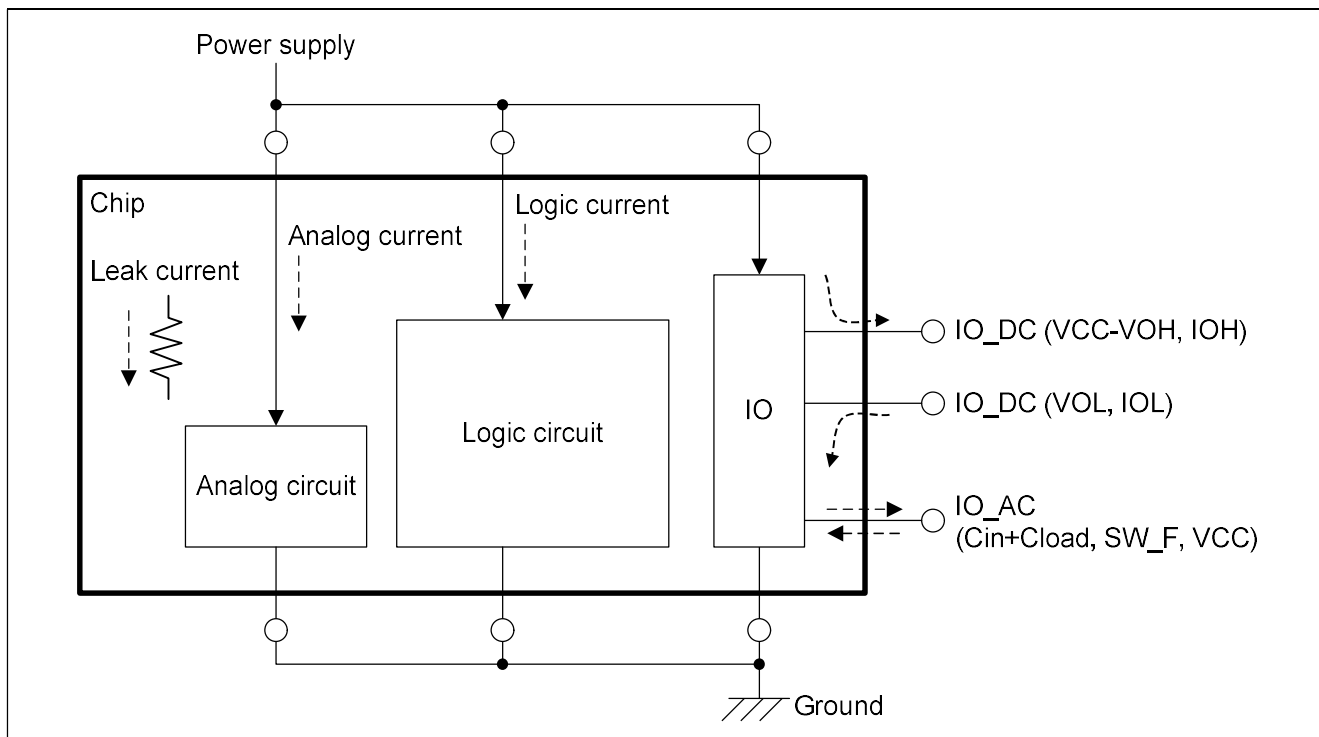 Power supply
Chip
Logic current
Analog current
Leak current
IO_DC (VCC-VOH, IOH)
IO
IO_DC (VOL, IOL)
Logic circuit
Analog circuit
IO_AC
(Cin+Cload, SW_F, VCC)
Ground